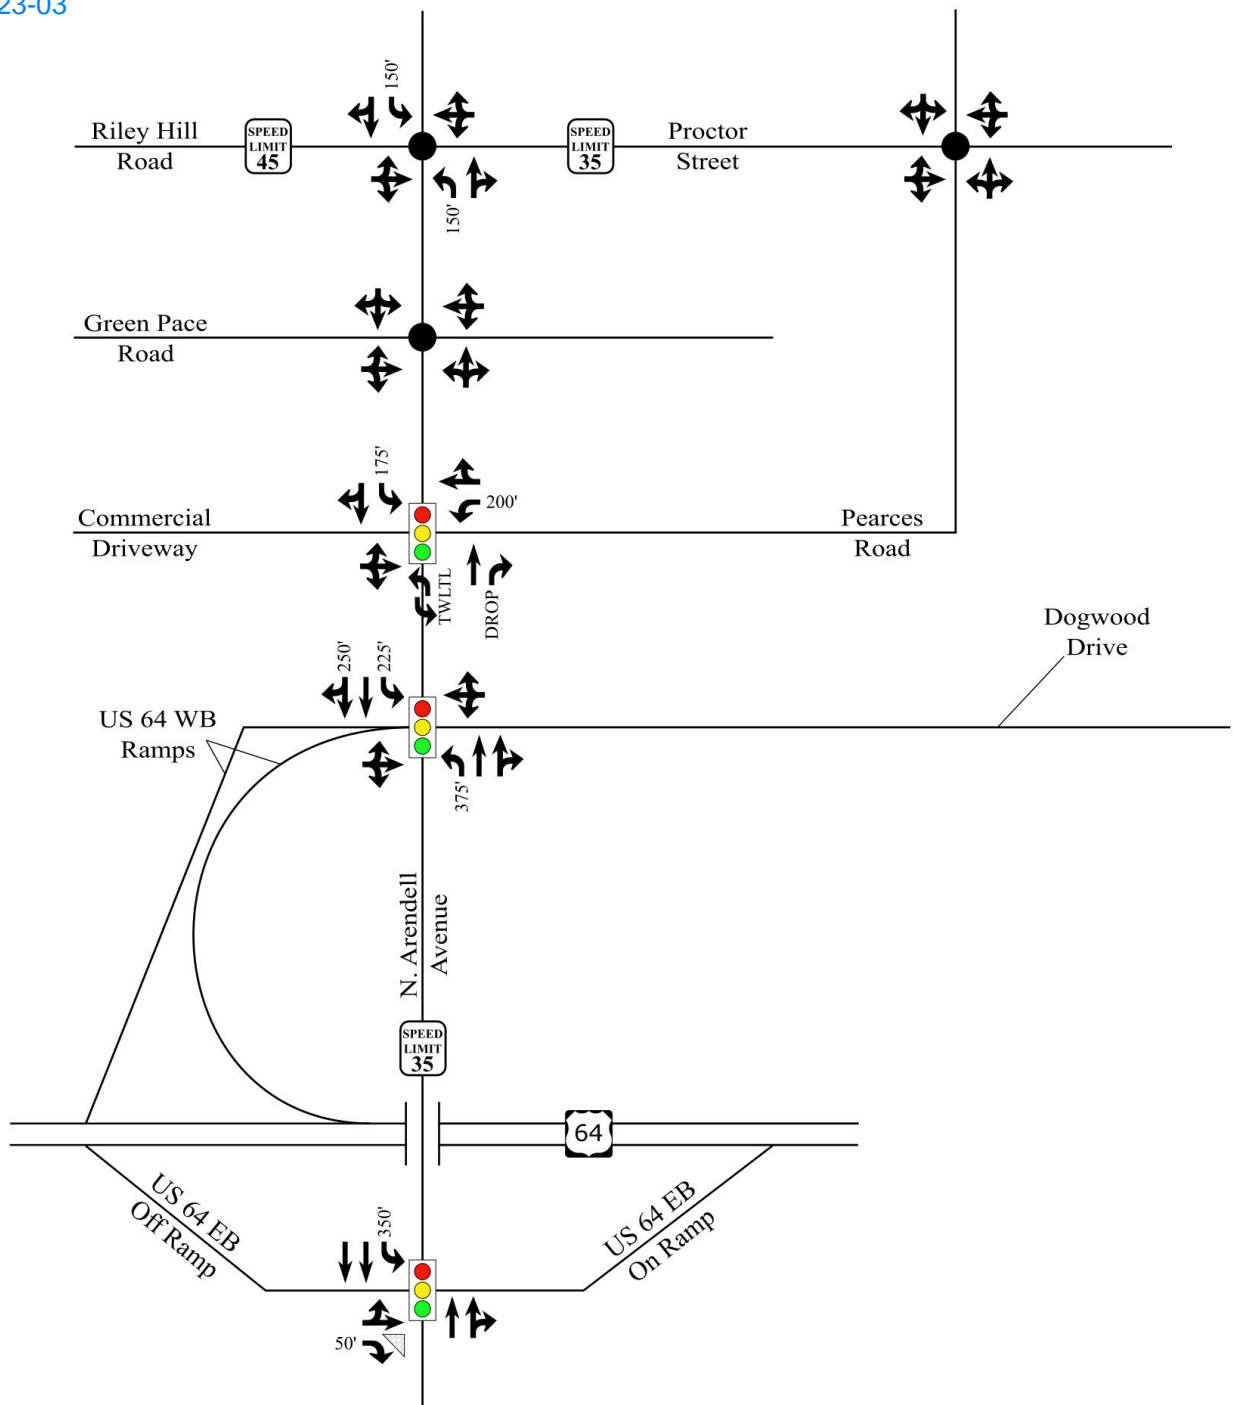 23-03
150'
Riley Hill
Road
SPEED
LIMIT
45
SPEED
LIMIT
35
Proctor
Street
150'
Green Pace
Road
175'
200'
Commercial
Driveway
Pearces
Road
TWLTL
DROP
Dogwood
Drive
250'
225'
US 64 WB
Ramps
375'
N. Arendell
Avenue
SPEED
LIMIT
35
64
US 64 EB
Off Ramp
US 64 EB
On Ramp
350'
50'